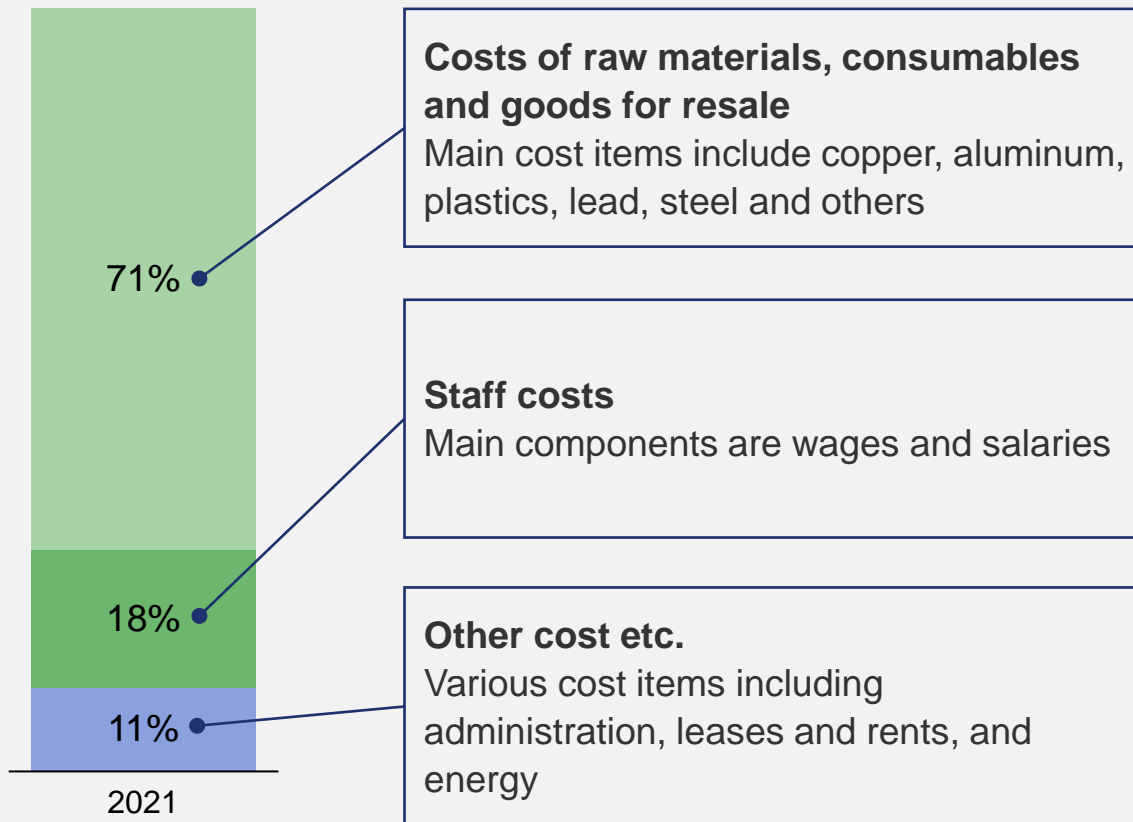 Costs of raw materials, consumables
and goods for resale
Main cost items include copper, aluminum,
plastics, lead, steel and others
71%
Staff costs
Main components are wages and salaries
18%
Other cost etc.
Various cost items including
administration, leases and rents, and
energy
11%
2021